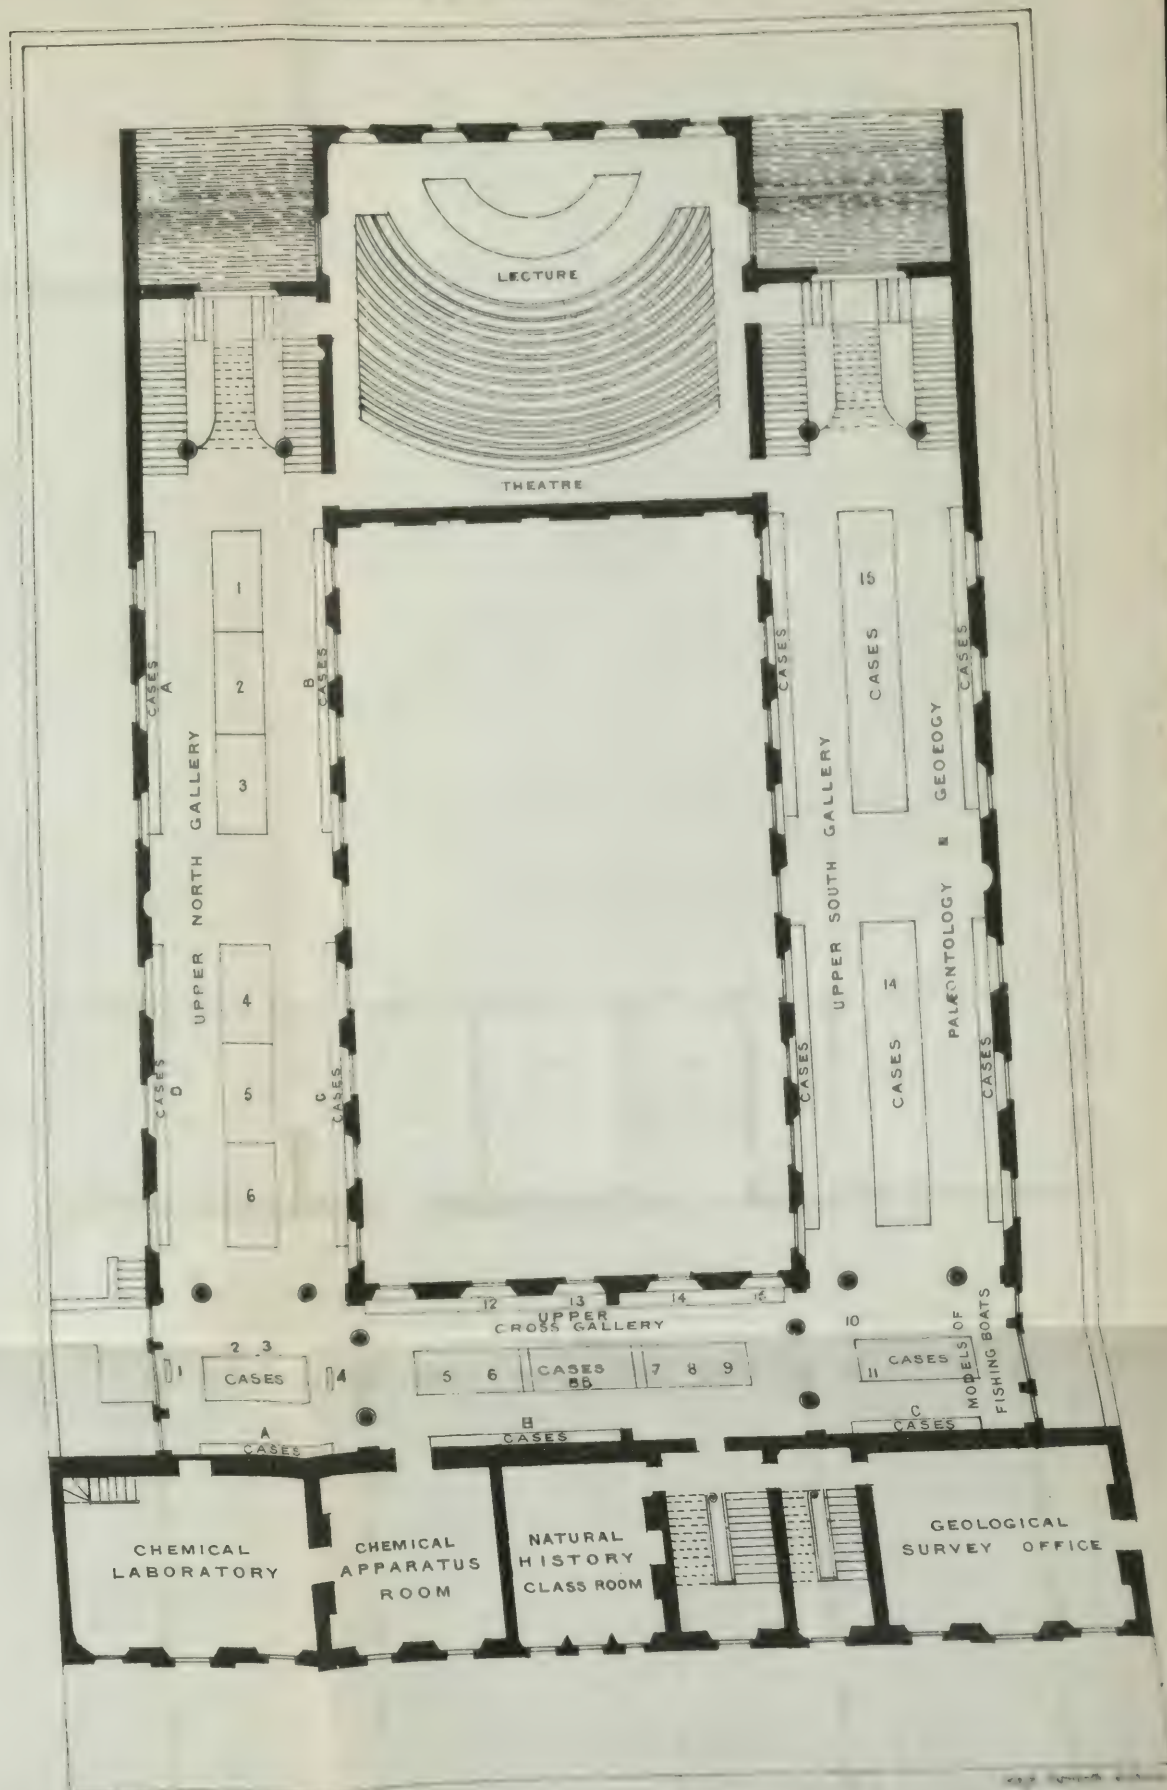 LECTURE
THEATRE
1
2
3
CASES
A
B
CASES
UPPER NORTH GALLERY
4
5
6
CASES
D
C
CASES
CASES
15
CASES
CASES
UPPER SOUTH GALLERY
PALÆONTOLOGY & GEOLOGY
14
CASES
CASES
CASES
12 13 14 15
UPPER
CROSS GALLERY
10
1
2 3
CASES
4
5 6
CASES
BB
7 8 9
11
CASES
MODELS OF
FISHING BOATS
A
CASES
B
CASES
C
CASES
CHEMICAL
LABORATORY
CHEMICAL
APPARATUS
ROOM
NATURAL
HISTORY
CLASS ROOM
GEOLOGICAL
SURVEY OFFICE